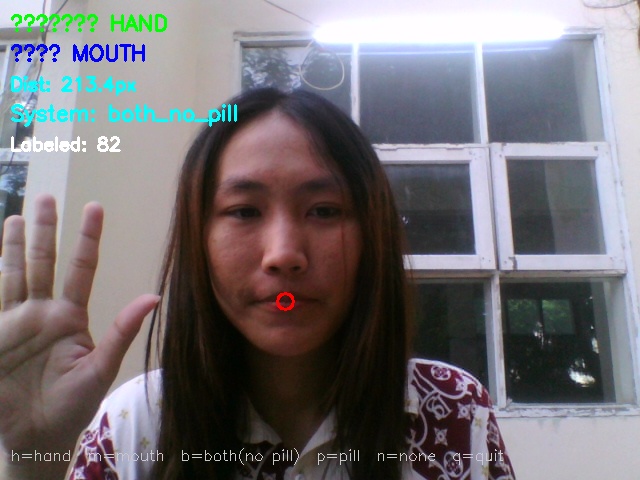 ??????? HAND
???? MOUTH
Dist: 213.4px
System: both_no_pill
Labeled: 82
h=hand m=mouth b=both(no pill) p=pill n=none q=quit